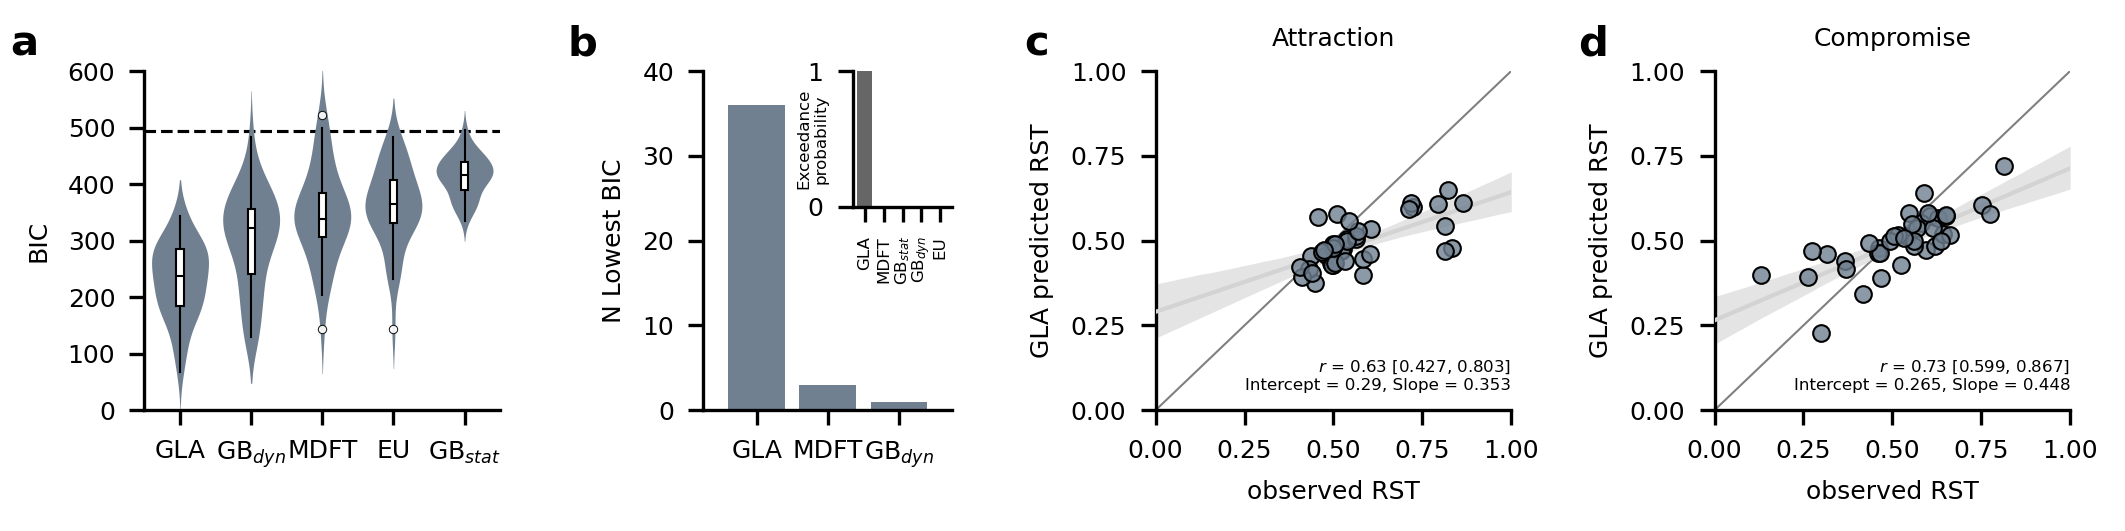 a
BIC
600
500
400
300
200
100
0
GLA GB_dyn MDFT EU GB_stat
b
N Lowest BIC
40
30
20
10
0
GLA MDFT GB_dyn
Exceedance
probability
1
0
GLA
MDFT
GB_stat
GB_dyn
EU
c
Attraction
GLA predicted RST
1.00
0.75
0.50
0.25
0.00
r = 0.63 [0.427, 0.803]
Intercept = 0.29, Slope = 0.353
0.00 0.25 0.50 0.75 1.00
observed RST
d
Compromise
GLA predicted RST
1.00
0.75
0.50
0.25
0.00
r = 0.73 [0.599, 0.867]
Intercept = 0.265, Slope = 0.448
0.00 0.25 0.50 0.75 1.00
observed RST